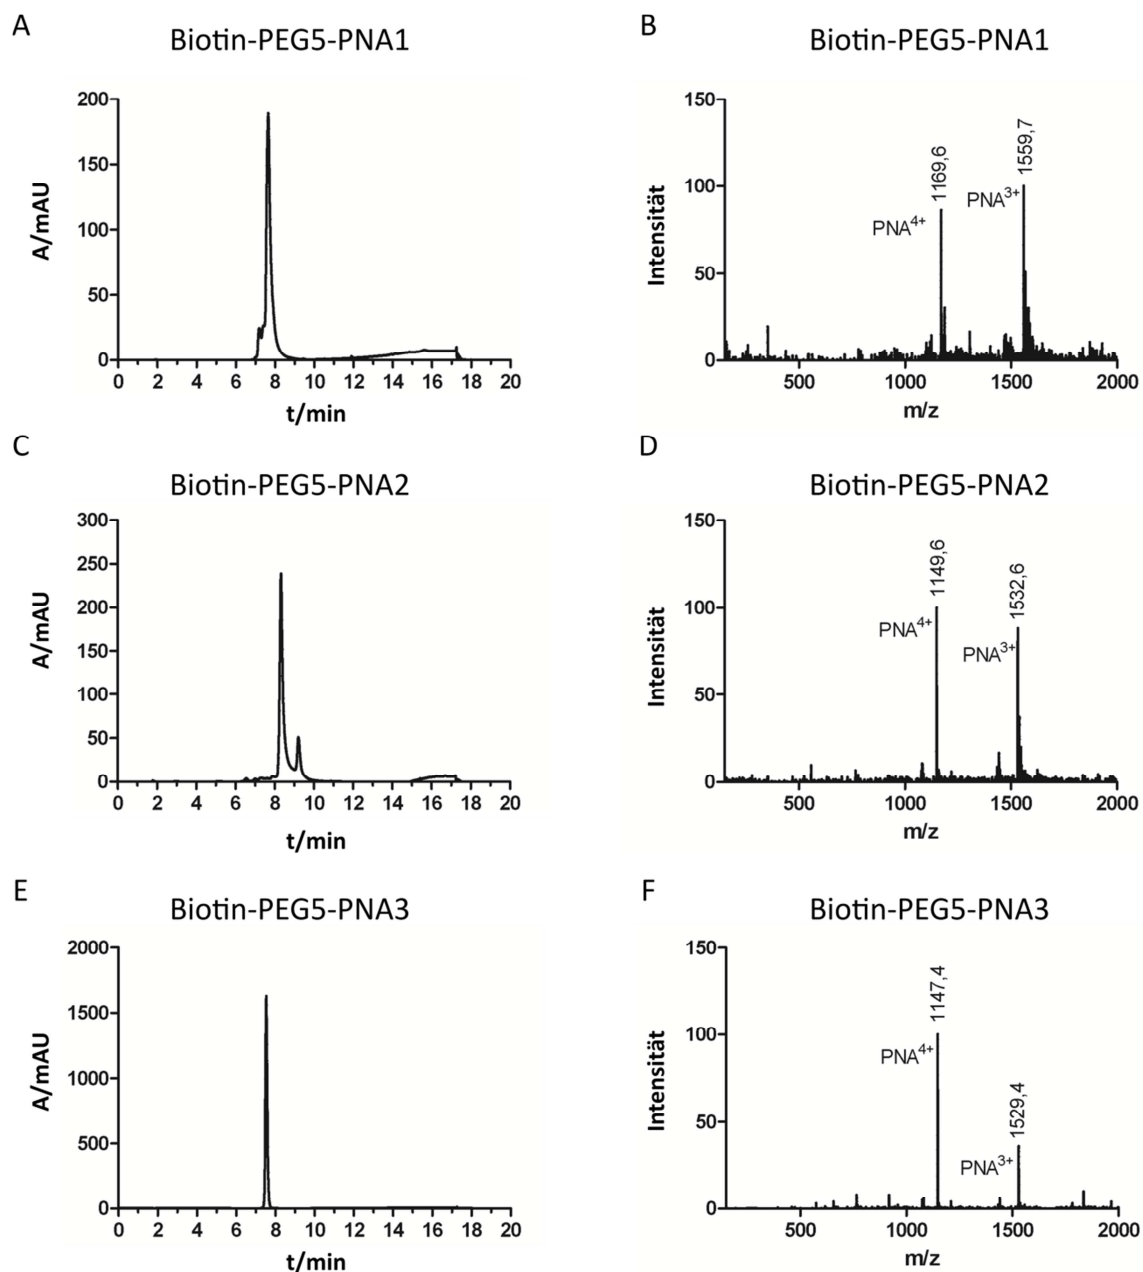 A
Biotin-PEG5-PNA1
200
150
100
50
0
A/mAU
0 2 4 6 8 10 12 14 16 18 20
t/min
B
Biotin-PEG5-PNA1
150
100
50
0
Intensität
PNA4+
1169,6
PNA3+
1559,7
500 1000 1500 2000
m/z
C
Biotin-PEG5-PNA2
300
250
200
150
100
50
0
A/mAU
0 2 4 6 8 10 12 14 16 18 20
t/min
D
Biotin-PEG5-PNA2
150
100
50
0
Intensität
PNA4+
1149,6
PNA3+
1532,6
500 1000 1500 2000
m/z
E
Biotin-PEG5-PNA3
2000
1500
1000
500
0
A/mAU
0 2 4 6 8 10 12 14 16 18 20
t/min
F
Biotin-PEG5-PNA3
150
100
50
0
Intensität
PNA4+
1147,4
PNA3+
1529,4
500 1000 1500 2000
m/z